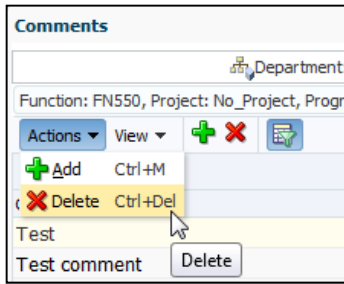 Comments
Department
Function: FN550, Project: No_Project, Progr
Actions View
Add Ctrl+M
Delete Ctrl+Del
Test
Test comment
Delete